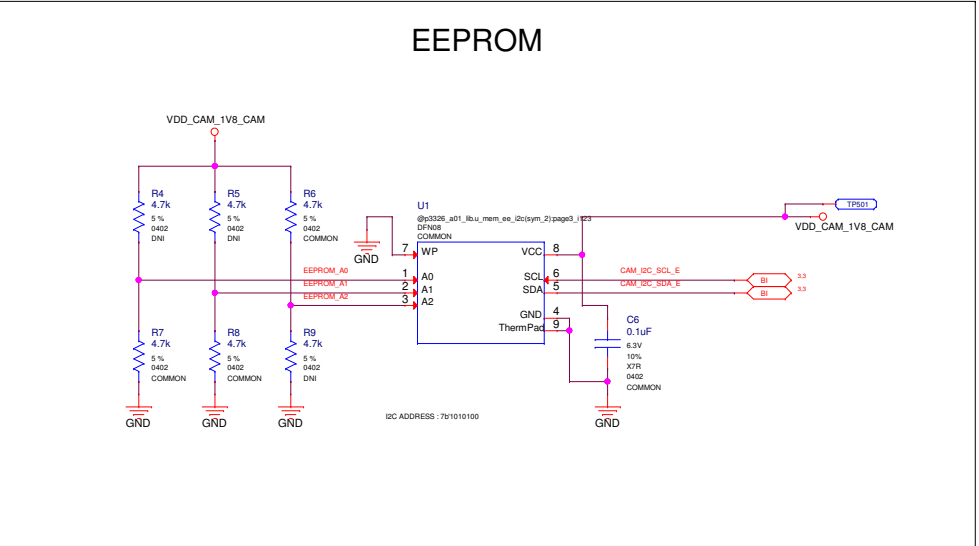 EEPROM
VDD_CAM_1V8_CAM
R4
4.7k
5 %
0402
DNI
R5
4.7k
5 %
0402
DNI
R6
4.7k
5 %
0402
COMMON
U1
@p3326_a01_lib.u_mem_ee_i2c(sym_2):page3_i123
DFN08
COMMON
TP501
VDD_CAM_1V8_CAM
GND
7 WP
VCC 8
EEPROM_A0
1 A0
EEPROM_A1
2 A1
EEPROM_A2
3 A2
SCL 6
CAM_I2C_SCL_E
BI
3,3
SDA 5
CAM_I2C_SDA_E
BI
3,3
GND 4
ThermPad 9
R7
4.7k
5 %
0402
COMMON
R8
4.7k
5 %
0402
COMMON
R9
4.7k
5 %
0402
DNI
C6
0.1uF
6.3V
10%
X7R
0402
COMMON
GND
GND
GND
I2C ADDRESS : 7b'1010100
GND